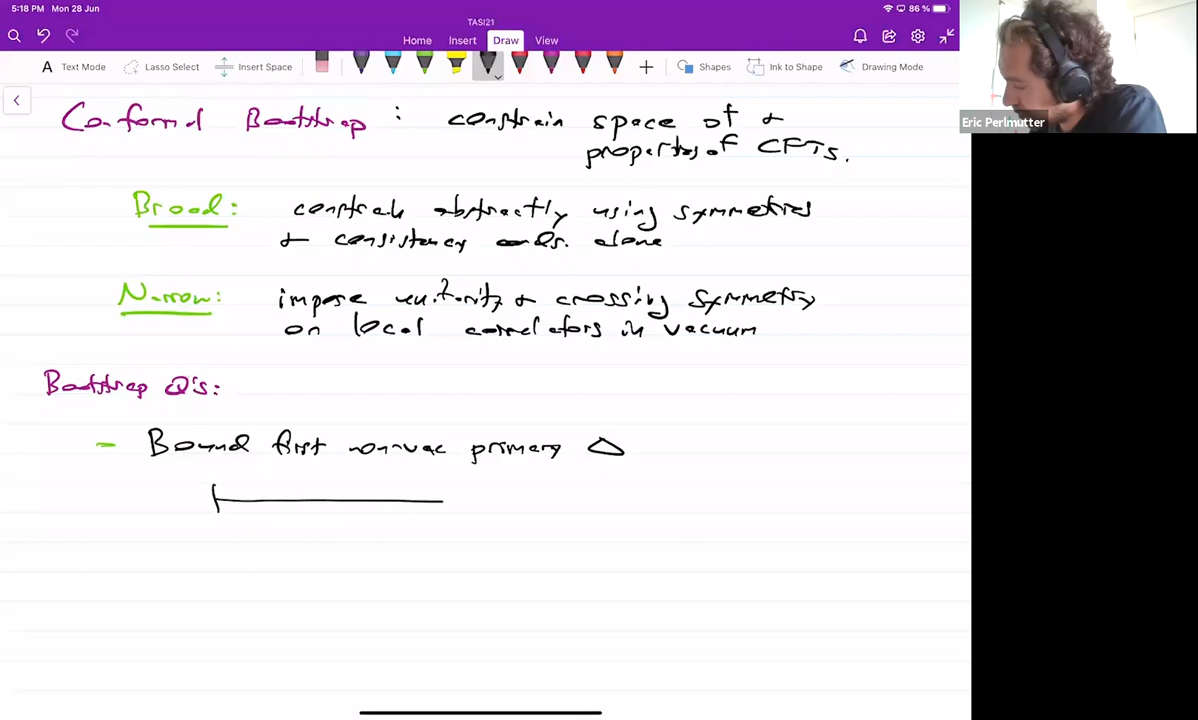 5:18 PM Mon 28 Jun
86 %
TASI21
Home Insert Draw View
Text Mode Lasso Select Insert Space Shapes Ink to Shape Drawing Mode
Eric Perlmutter
Conformal Bootstrap : constrain space of &
properties of CFTs.
Broad: constrain abstractly using symmetries
& consistency conds. alone
Narrow: impose unitarity & crossing symmetry
on local correlators in vacuum
Bootstrap Q's:
- Bound first non-vac primary Δ